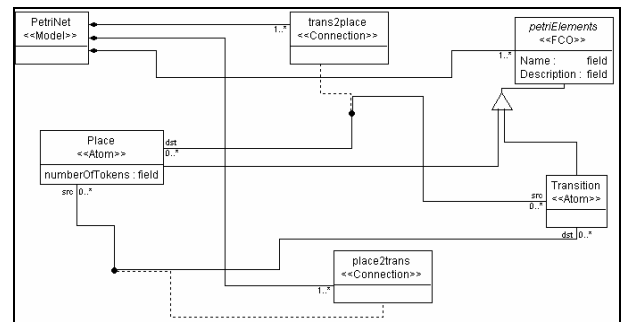 PetriNet
<<Model>>
trans2place
<<Connection>>
1..*
petriElements
<<FCO>>
Name : field
Description : field
1..*
Place
<<Atom>>
numberOfTokens : field
dst
0..*
src 0..*
Transition
<<Atom>>
src
0..*
dst 0..*
place2trans
<<Connection>>
1..*